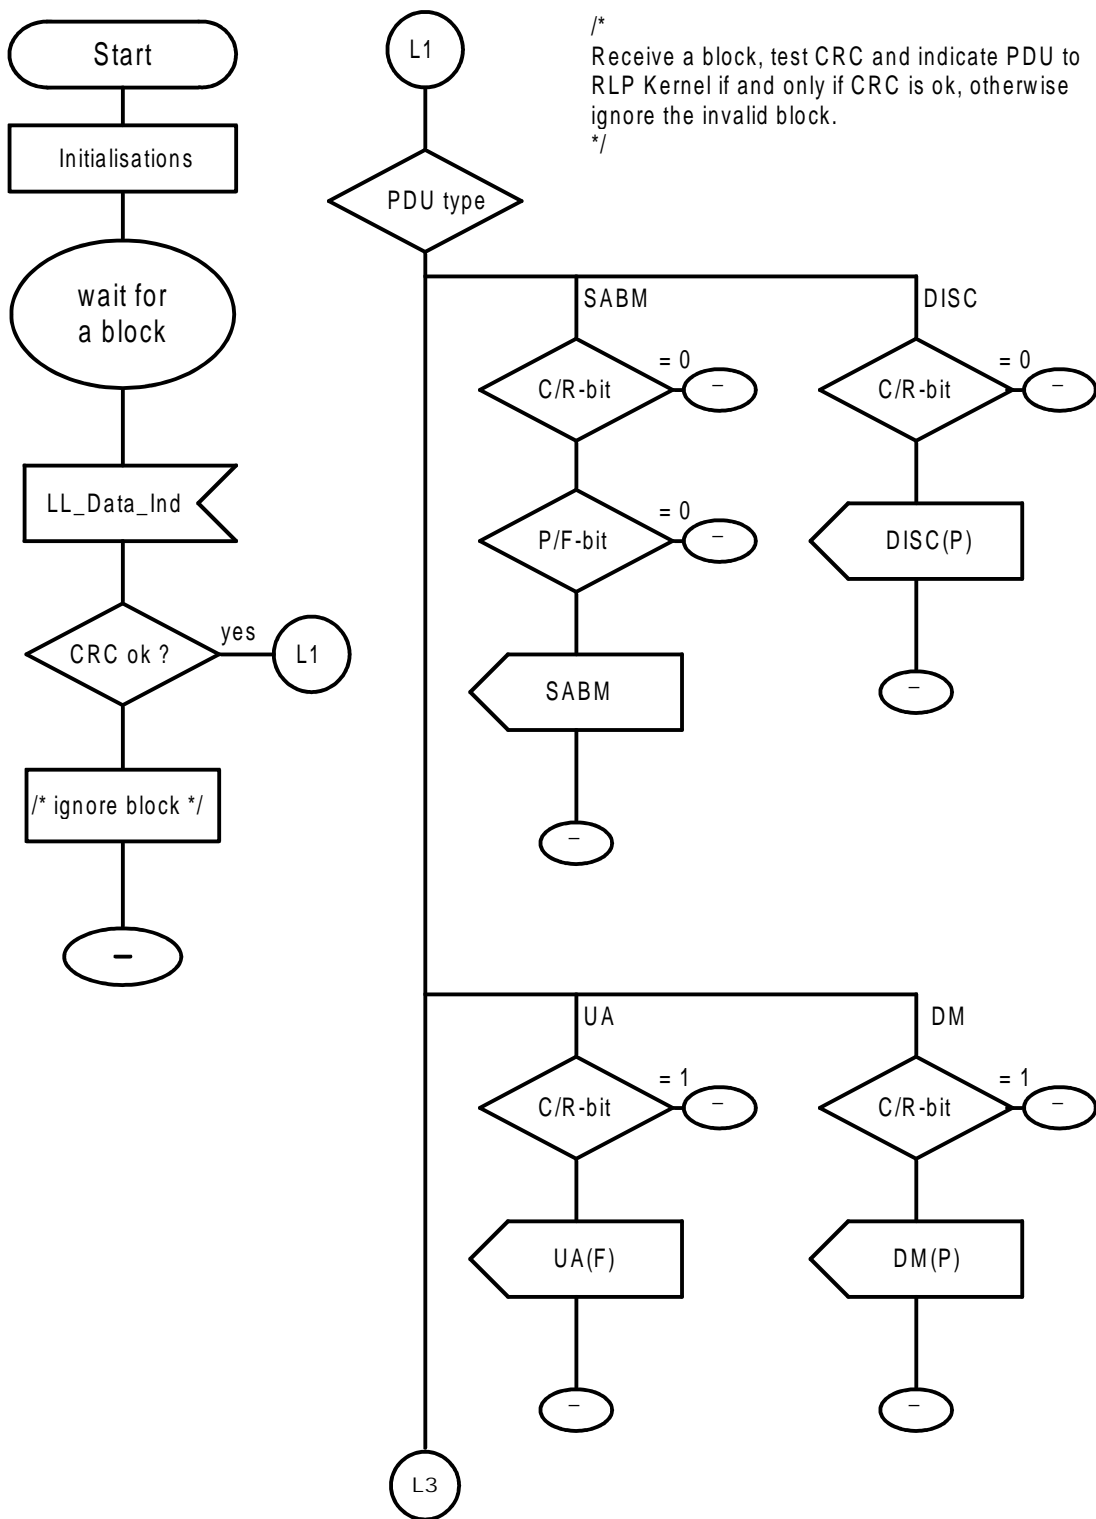 Start
Initialisations
wait for
a block
LL_Data_Ind
CRC ok ?
yes
L1
/* ignore block */
–
L1
/*
Receive a block, test CRC and indicate PDU to
RLP Kernel if and only if CRC is ok, otherwise
ignore the invalid block.
*/
PDU type
SABM
C/R-bit
= 0
–
P/F-bit
= 0
–
SABM
–
DISC
C/R-bit
= 0
–
DISC(P)
–
UA
C/R-bit
= 1
–
UA(F)
–
DM
C/R-bit
= 1
–
DM(P)
–
L3